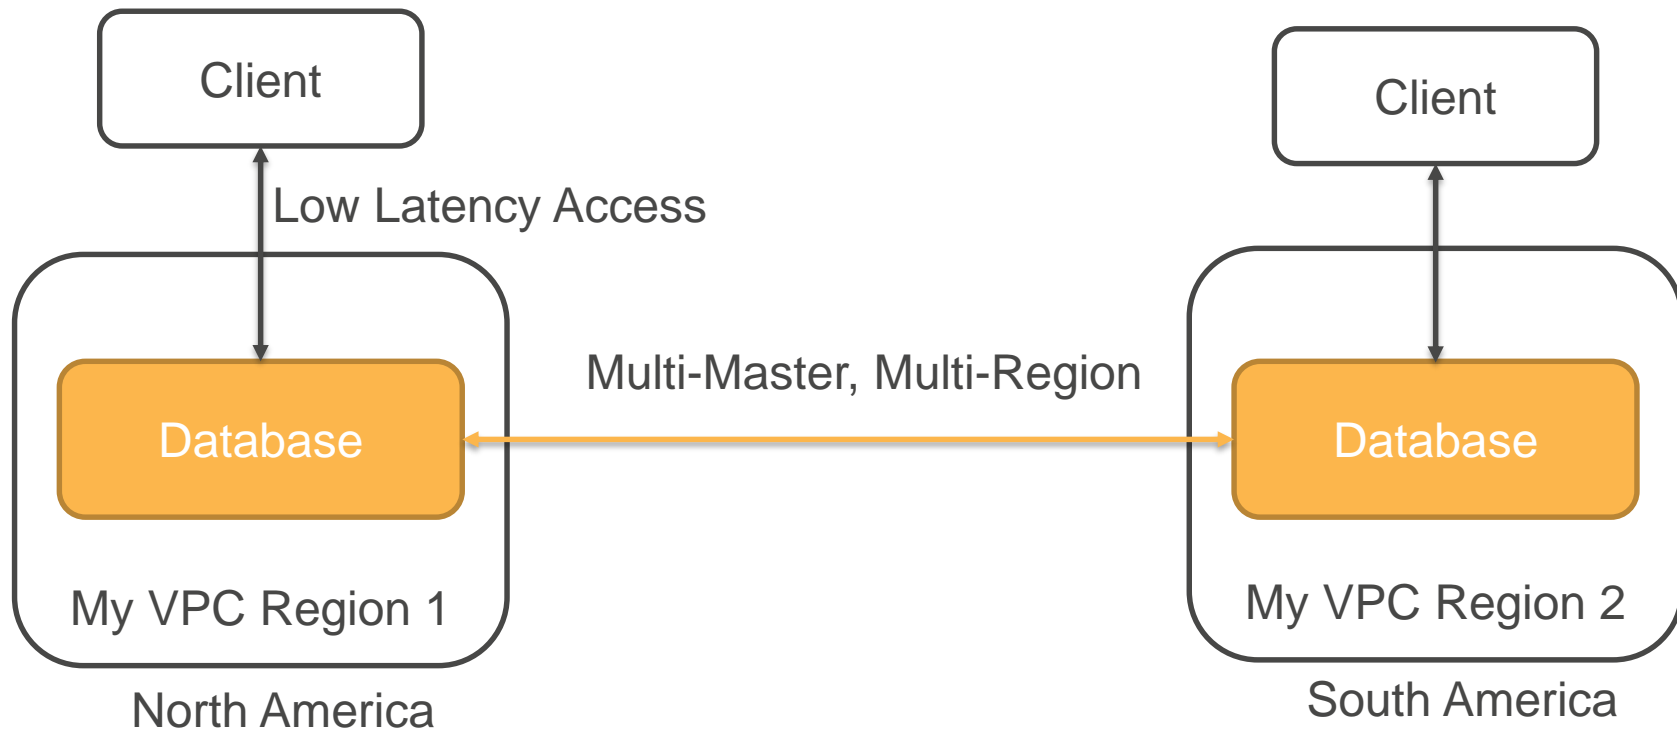 Client
Client
Low Latency Access
Multi-Master, Multi-Region
Database
Database
My VPC Region 1
My VPC Region 2
North America
South America